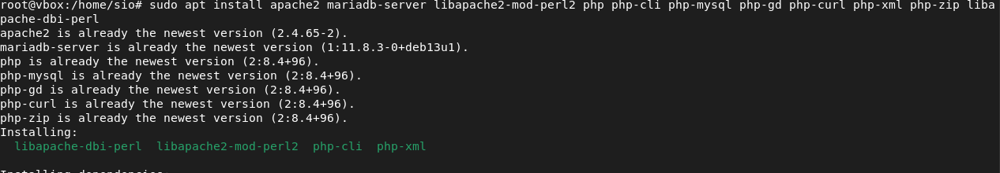 root@vbox:/home/sio# sudo apt install apache2 mariadb-server libapache2-mod-perl2 php php-cli php-mysql php-gd php-curl php-xml php-zip liba
pache-dbi-perl
apache2 is already the newest version (2.4.65-2).
mariadb-server is already the newest version (1:11.8.3-0+deb13u1).
php is already the newest version (2:8.4+96).
php-mysql is already the newest version (2:8.4+96).
php-gd is already the newest version (2:8.4+96).
php-curl is already the newest version (2:8.4+96).
php-zip is already the newest version (2:8.4+96).
Installing:
  libapache-dbi-perl  libapache2-mod-perl2  php-cli  php-xml
Installing dependencies: